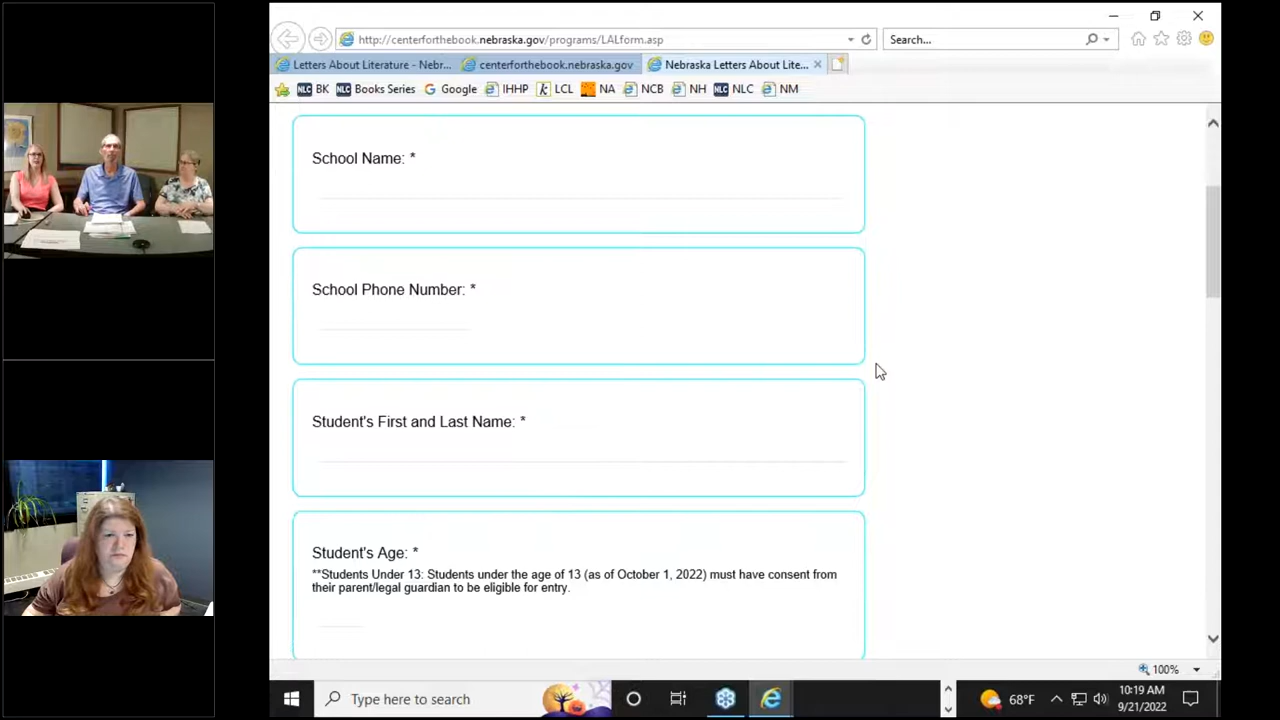 http://centerforthebook.nebraska.gov/programs/LALform.asp
Search...
Letters About Literature - Nebr...
centerforthebook.nebraska.gov
Nebraska Letters About Lite...
NLC BK
NLC Books Series
G Google
IHHP
k LCL
NA
NCB
NH
NLC NLC
NM
School Name: *
School Phone Number: *
Student's First and Last Name: *
Student's Age: *
**Students Under 13: Students under the age of 13 (as of October 1, 2022) must have consent from
their parent/legal guardian to be eligible for entry.
100%
Type here to search
68°F
10:19 AM
9/21/2022